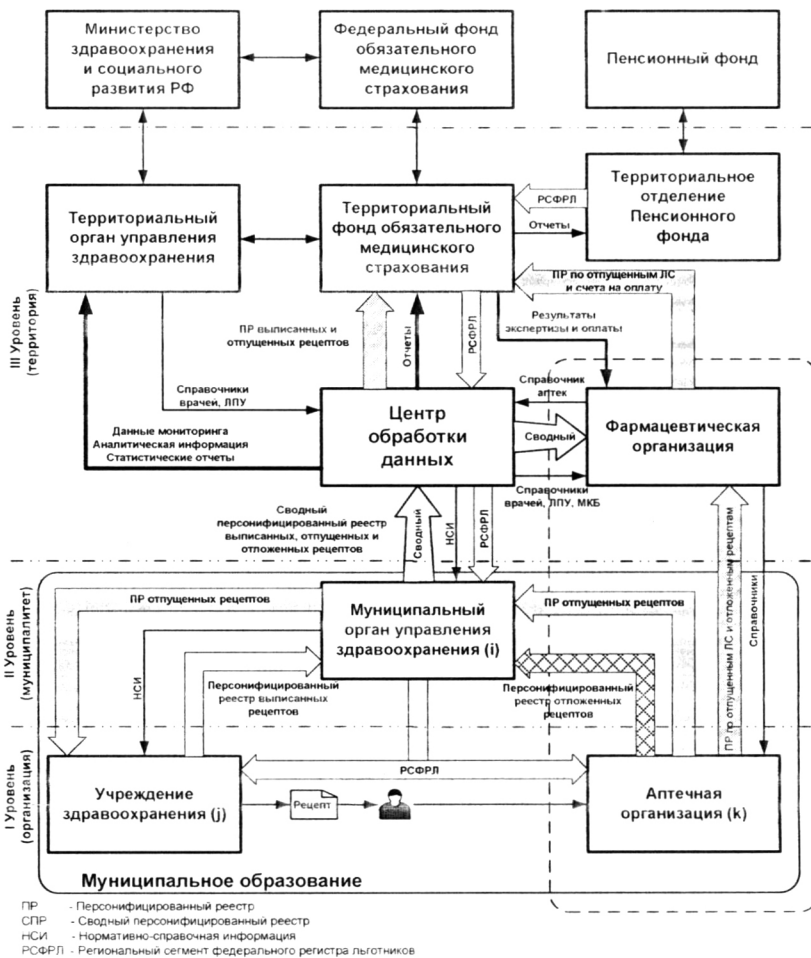 Министерство
здравоохранения
и социального
развития РФ
Федеральный фонд
обязательного
медицинского
страхования
Пенсионный фонд
III Уровень
(территория)
Территориальный
орган управления
здравоохранения
Территориальный
фонд обязательного
медицинского
страхования
Территориальное
отделение
Пенсионного
фонда
РСФРЛ
Отчеты
ПР по отпущенным ЛС
и счета на оплату
ПР выписанных и
отпущенных рецептов
Отчеты
РСФРЛ
Результаты
экспертизы и оплаты
Справочники
врачей, ЛПУ
Данные мониторинга
Аналитическая информация
Статистические отчеты
Центр
обработки
данных
Справочник
аптек
Сводный
Справочники
врачей, ЛПУ, МКБ
Фармацевтическая
организация
Сводный
персонифицированный реестр
выписанных, отпущенных и
отложенных рецептов
Сводный
НСИ
РСФРЛ
II Уровень
(муниципалитет)
ПР отпущенных рецептов
Муниципальный
орган управления
здравоохранения (i)
ПР отпущенных рецептов
ПР по отпущенным ЛС и отложенным рецептам
Справочники
НСИ
Персонифицированный
реестр выписанных
рецептов
Персонифицированный
реестр отложенных
рецептов
I Уровень
(организация)
РСФРЛ
Учреждение
здравоохранения (j)
Рецепт
Аптечная
организация (k)
Муниципальное образование
ПР - Персонифицированный реестр
СПР - Сводный персонифицированный реестр
НСИ - Нормативно-справочная информация
РСФРЛ - Региональный сегмент федерального регистра льготников